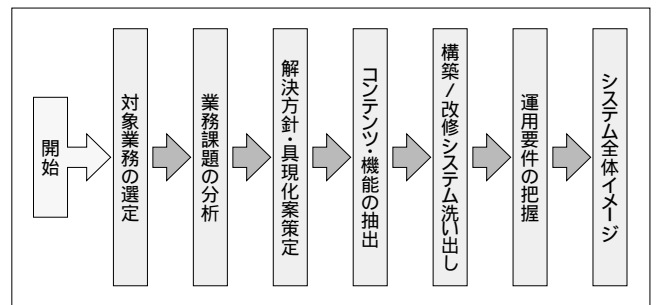 開始
対象業務の選定
業務課題の分析
解決方針・具現化案策定
コンテンツ・機能の抽出
構築/改修システム洗い出し
運用要件の把握
システム全体イメージ